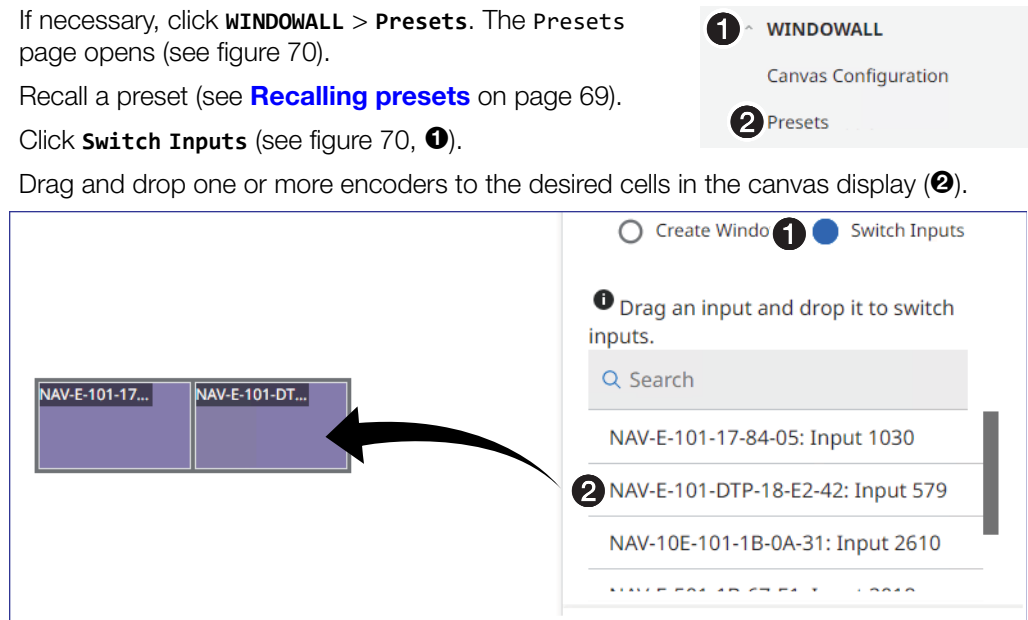 If necessary, click WINDOWALL > Presets. The Presets
page opens (see figure 70).
Recall a preset (see Recalling presets on page 69).
Click Switch Inputs (see figure 70, ❶).
Drag and drop one or more encoders to the desired cells in the canvas display (❷).
❶ WINDOWALL
Canvas Configuration
❷ Presets
Create Windo ❶ Switch Inputs
Drag an input and drop it to switch
inputs.
Search
NAV-E-101-17... NAV-E-101-DT...
NAV-E-101-17-84-05: Input 1030
❷ NAV-E-101-DTP-18-E2-42: Input 579
NAV-10E-101-1B-0A-31: Input 2610